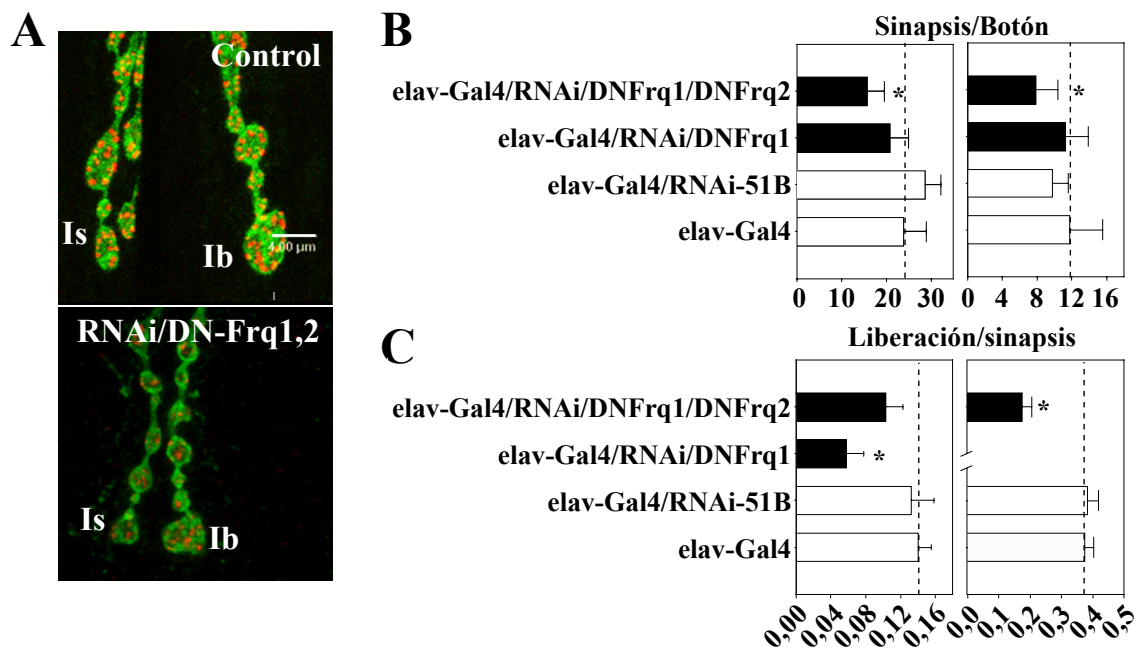 A
Control
Is
Ib
4,00 µm
RNAi/DN-Frq1,2
Is
Ib
B
Sinapsis/Botón
elav-Gal4/RNAi/DNFrq1/DNFrq2
* *
elav-Gal4/RNAi/DNFrq1
elav-Gal4/RNAi-51B
elav-Gal4
0 10 20 30 0 4 8 12 16
C
Liberación/sinapsis
elav-Gal4/RNAi/DNFrq1/DNFrq2
*
elav-Gal4/RNAi/DNFrq1
*
elav-Gal4/RNAi-51B
elav-Gal4
0,00 0,04 0,08 0,12 0,16 0,0 0,1 0,2 0,3 0,4 0,5